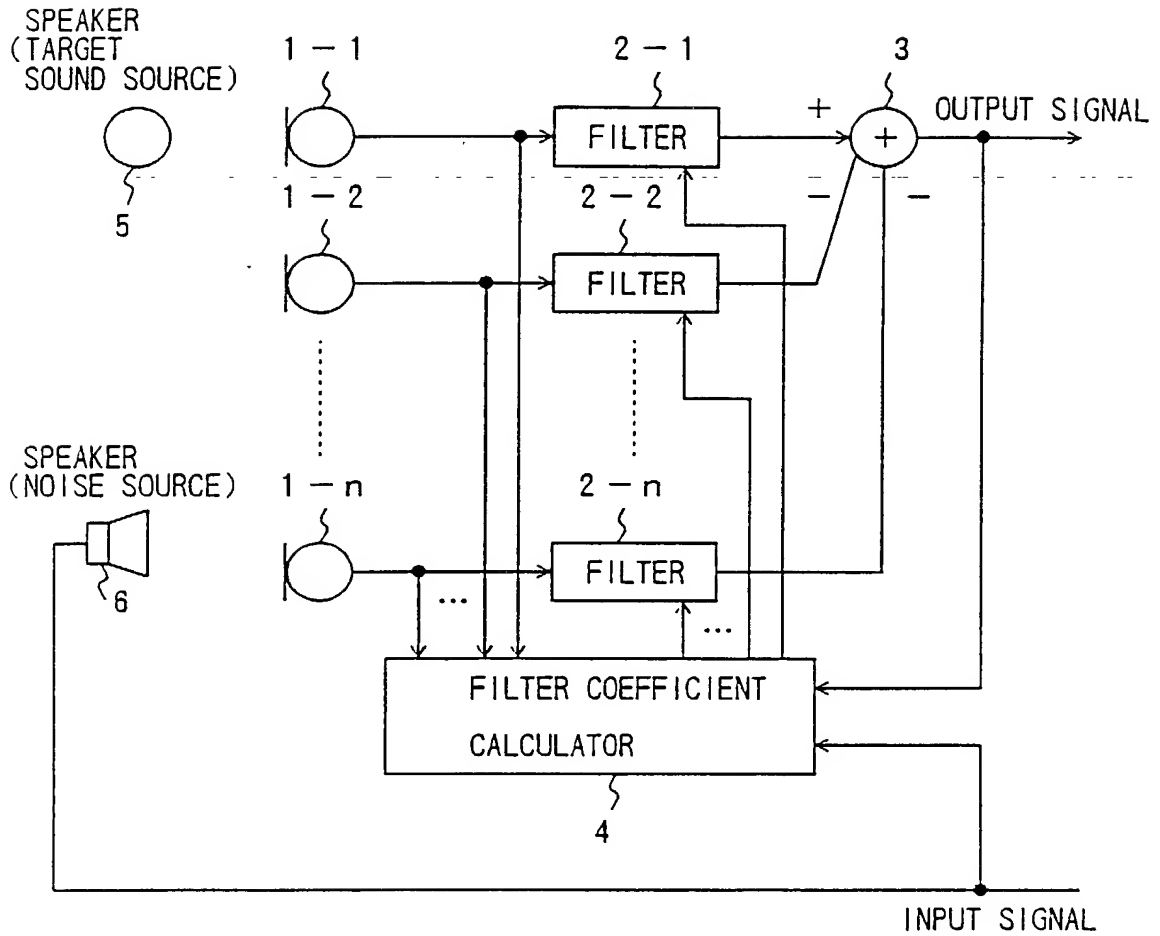 SPEAKER
(TARGET
SOUND SOURCE)
1-1
2-1
3
+
+
OUTPUT SIGNAL
FILTER
5
1-2
2-2
-
-
FILTER
SPEAKER
(NOISE SOURCE)
1-n
2-n
FILTER
6
...
...
FILTER COEFFICIENT
CALCULATOR
4
INPUT SIGNAL